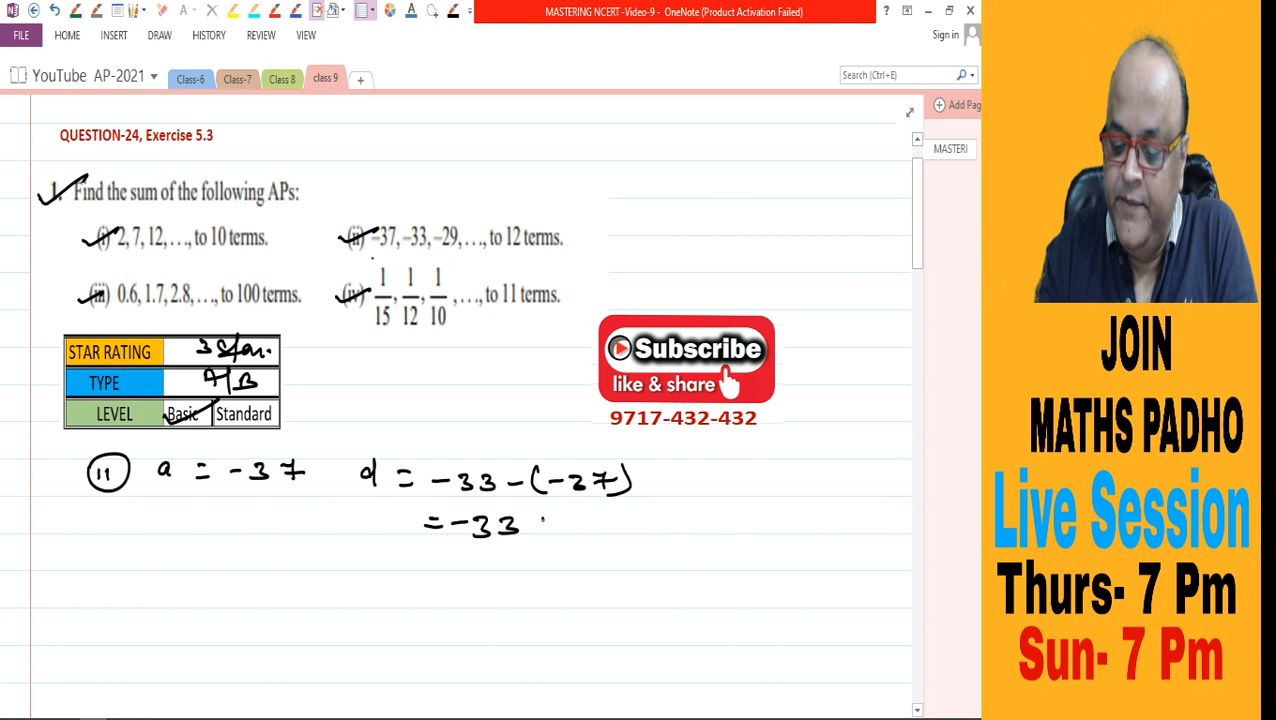 MASTERING NCERT -Video-9 - OneNote (Product Activation Failed)
FILE HOME INSERT DRAW HISTORY REVIEW VIEW Sign in
YouTube AP-2021 Class-6 Class-7 Class 8 class 9 Search (Ctrl+E)
Add Pag
MASTERI
QUESTION-24, Exercise 5.3
1. Find the sum of the following APs:
(i) 2, 7, 12, . . ., to 10 terms. (ii) –37, –33, –29, . . ., to 12 terms.
(iii) 0.6, 1.7, 2.8, . . ., to 100 terms. (iv) 1/15, 1/12, 1/10, . . ., to 11 terms.
STAR RATING 3 Star.
TYPE A/B
LEVEL Basic Standard
Subscribe
like & share
9717-432-432
11 a = -37 d = -33 - (-37)
= -33
JOIN
MATHS PADHO
Live Session
Thurs- 7 Pm
Sun- 7 Pm